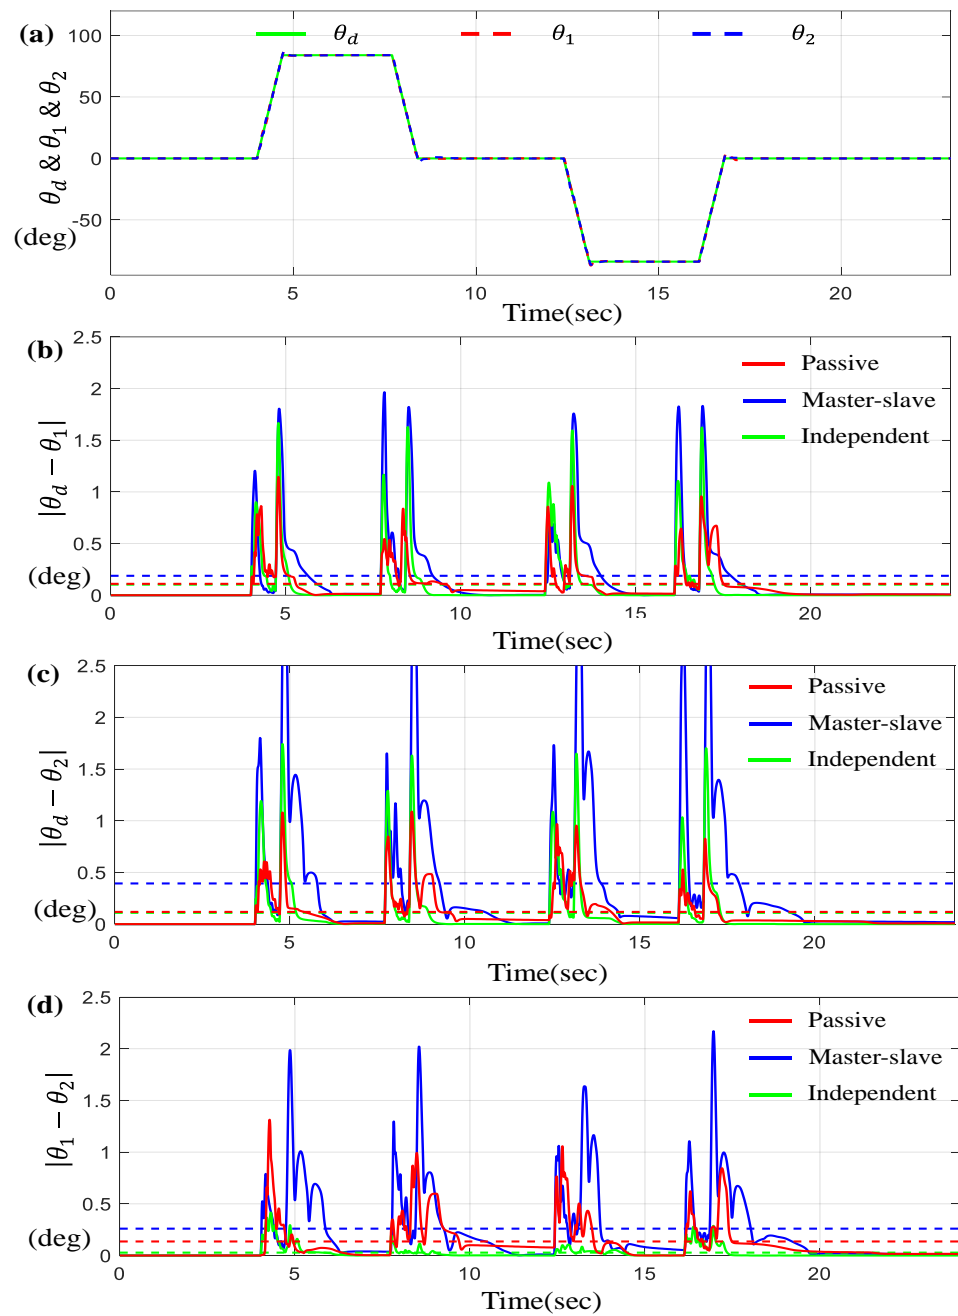 (a)
θd θ1 θ2
100
50
0
-50
θd & θ1 & θ2
(deg)
0 5 10 15 20
Time(sec)
(b)
2.5
2
1.5
1
0.5
0
|θd − θ1|
(deg)
Passive
Master-slave
Independent
0 5 10 15 20
Time(sec)
(c)
2.5
2
1.5
1
0.5
0
|θd − θ2|
(deg)
Passive
Master-slave
Independent
0 5 10 15 20
Time(sec)
(d)
2.5
2
1.5
1
0.5
0
|θ1 − θ2|
(deg)
Passive
Master-slave
Independent
0 5 10 15 20
Time(sec)